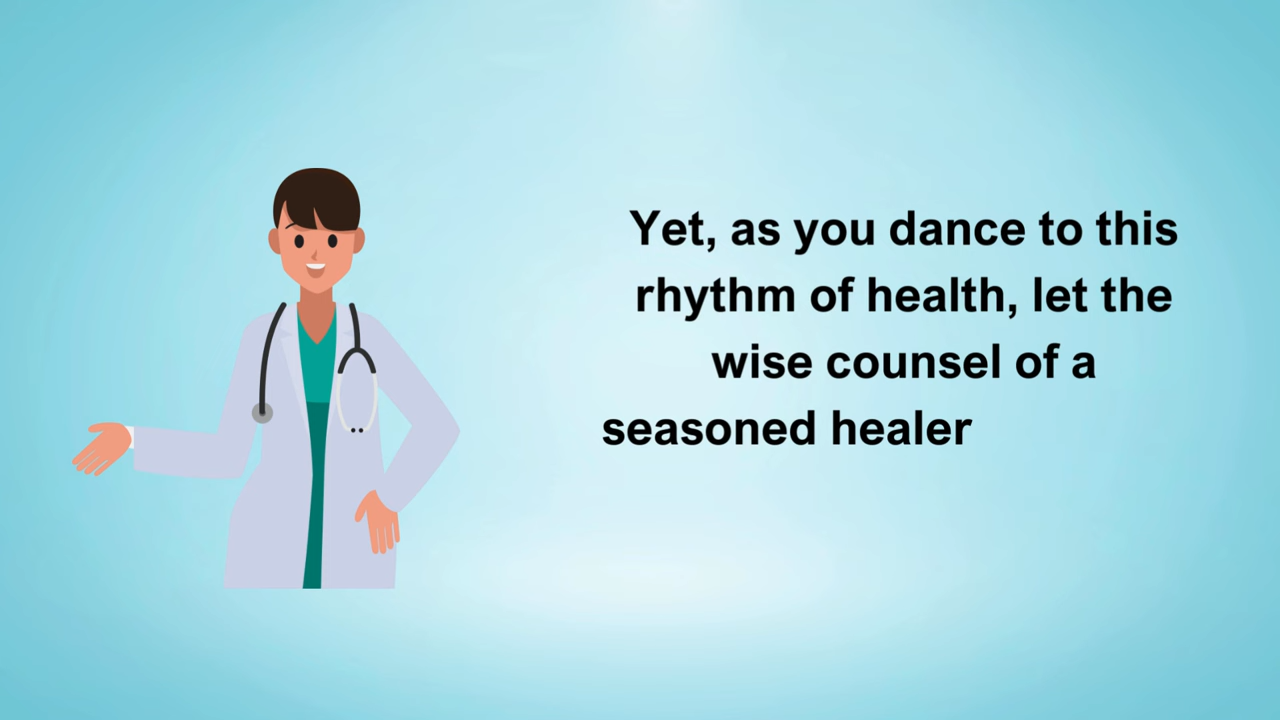 Yet, as you dance to this
rhythm of health, let the
wise counsel of a
seasoned healer